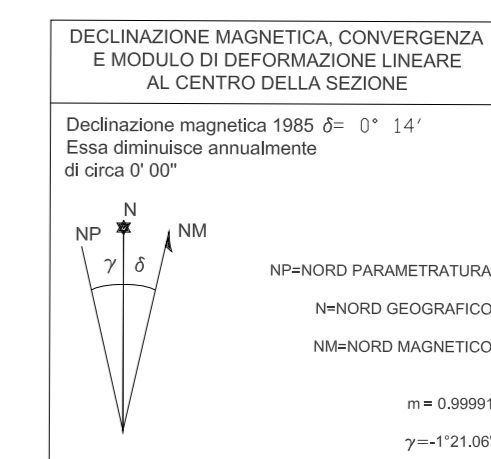 DECLINAZIONE MAGNETICA, CONVERGENZA
E MODULO DI DEFORMAZIONE LINEARE
AL CENTRO DELLA SEZIONE
Declinazione magnetica 1985 δ= 0° 14′
Essa diminuisce annualmente
di circa 0' 00"
N
NP NM
γ δ
NP=NORD PARAMETRATURA
N=NORD GEOGRAFICO
NM=NORD MAGNETICO
m = 0.99991
γ=-1°21.06'